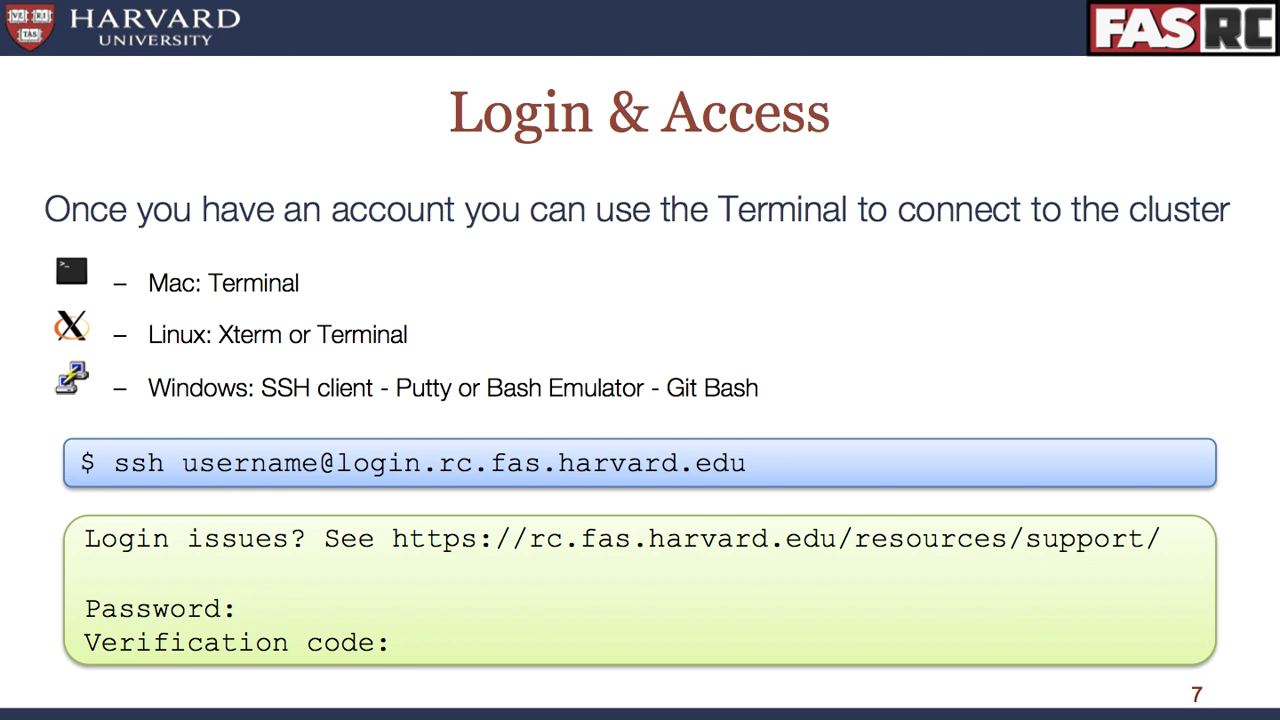 HARVARD
UNIVERSITY
FASRC
Login & Access
Once you have an account you can use the Terminal to connect to the cluster
– Mac: Terminal
– Linux: Xterm or Terminal
– Windows: SSH client - Putty or Bash Emulator - Git Bash
$ ssh username@login.rc.fas.harvard.edu
Login issues? See https://rc.fas.harvard.edu/resources/support/
Password:
Verification code:
7